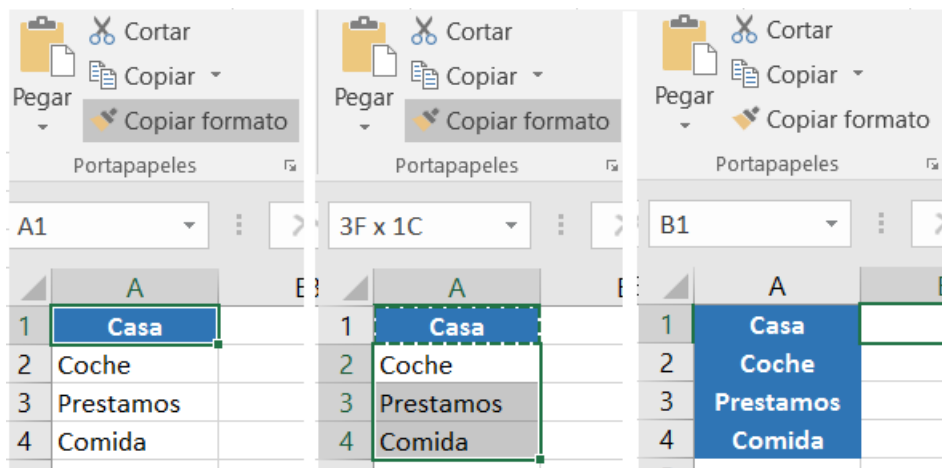 Cortar
Copiar
Pegar
Copiar formato
Portapapeles
A1
A
1 Casa
2 Coche
3 Prestamos
4 Comida
Cortar
Copiar
Pegar
Copiar formato
Portapapeles
3F x 1C
A
1 Casa
2 Coche
3 Prestamos
4 Comida
Cortar
Copiar
Pegar
Copiar formato
Portapapeles
B1
A
1 Casa
2 Coche
3 Prestamos
4 Comida